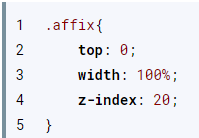 1 .affix{
2     top: 0;
3     width: 100%;
4     z-index: 20;
5 }